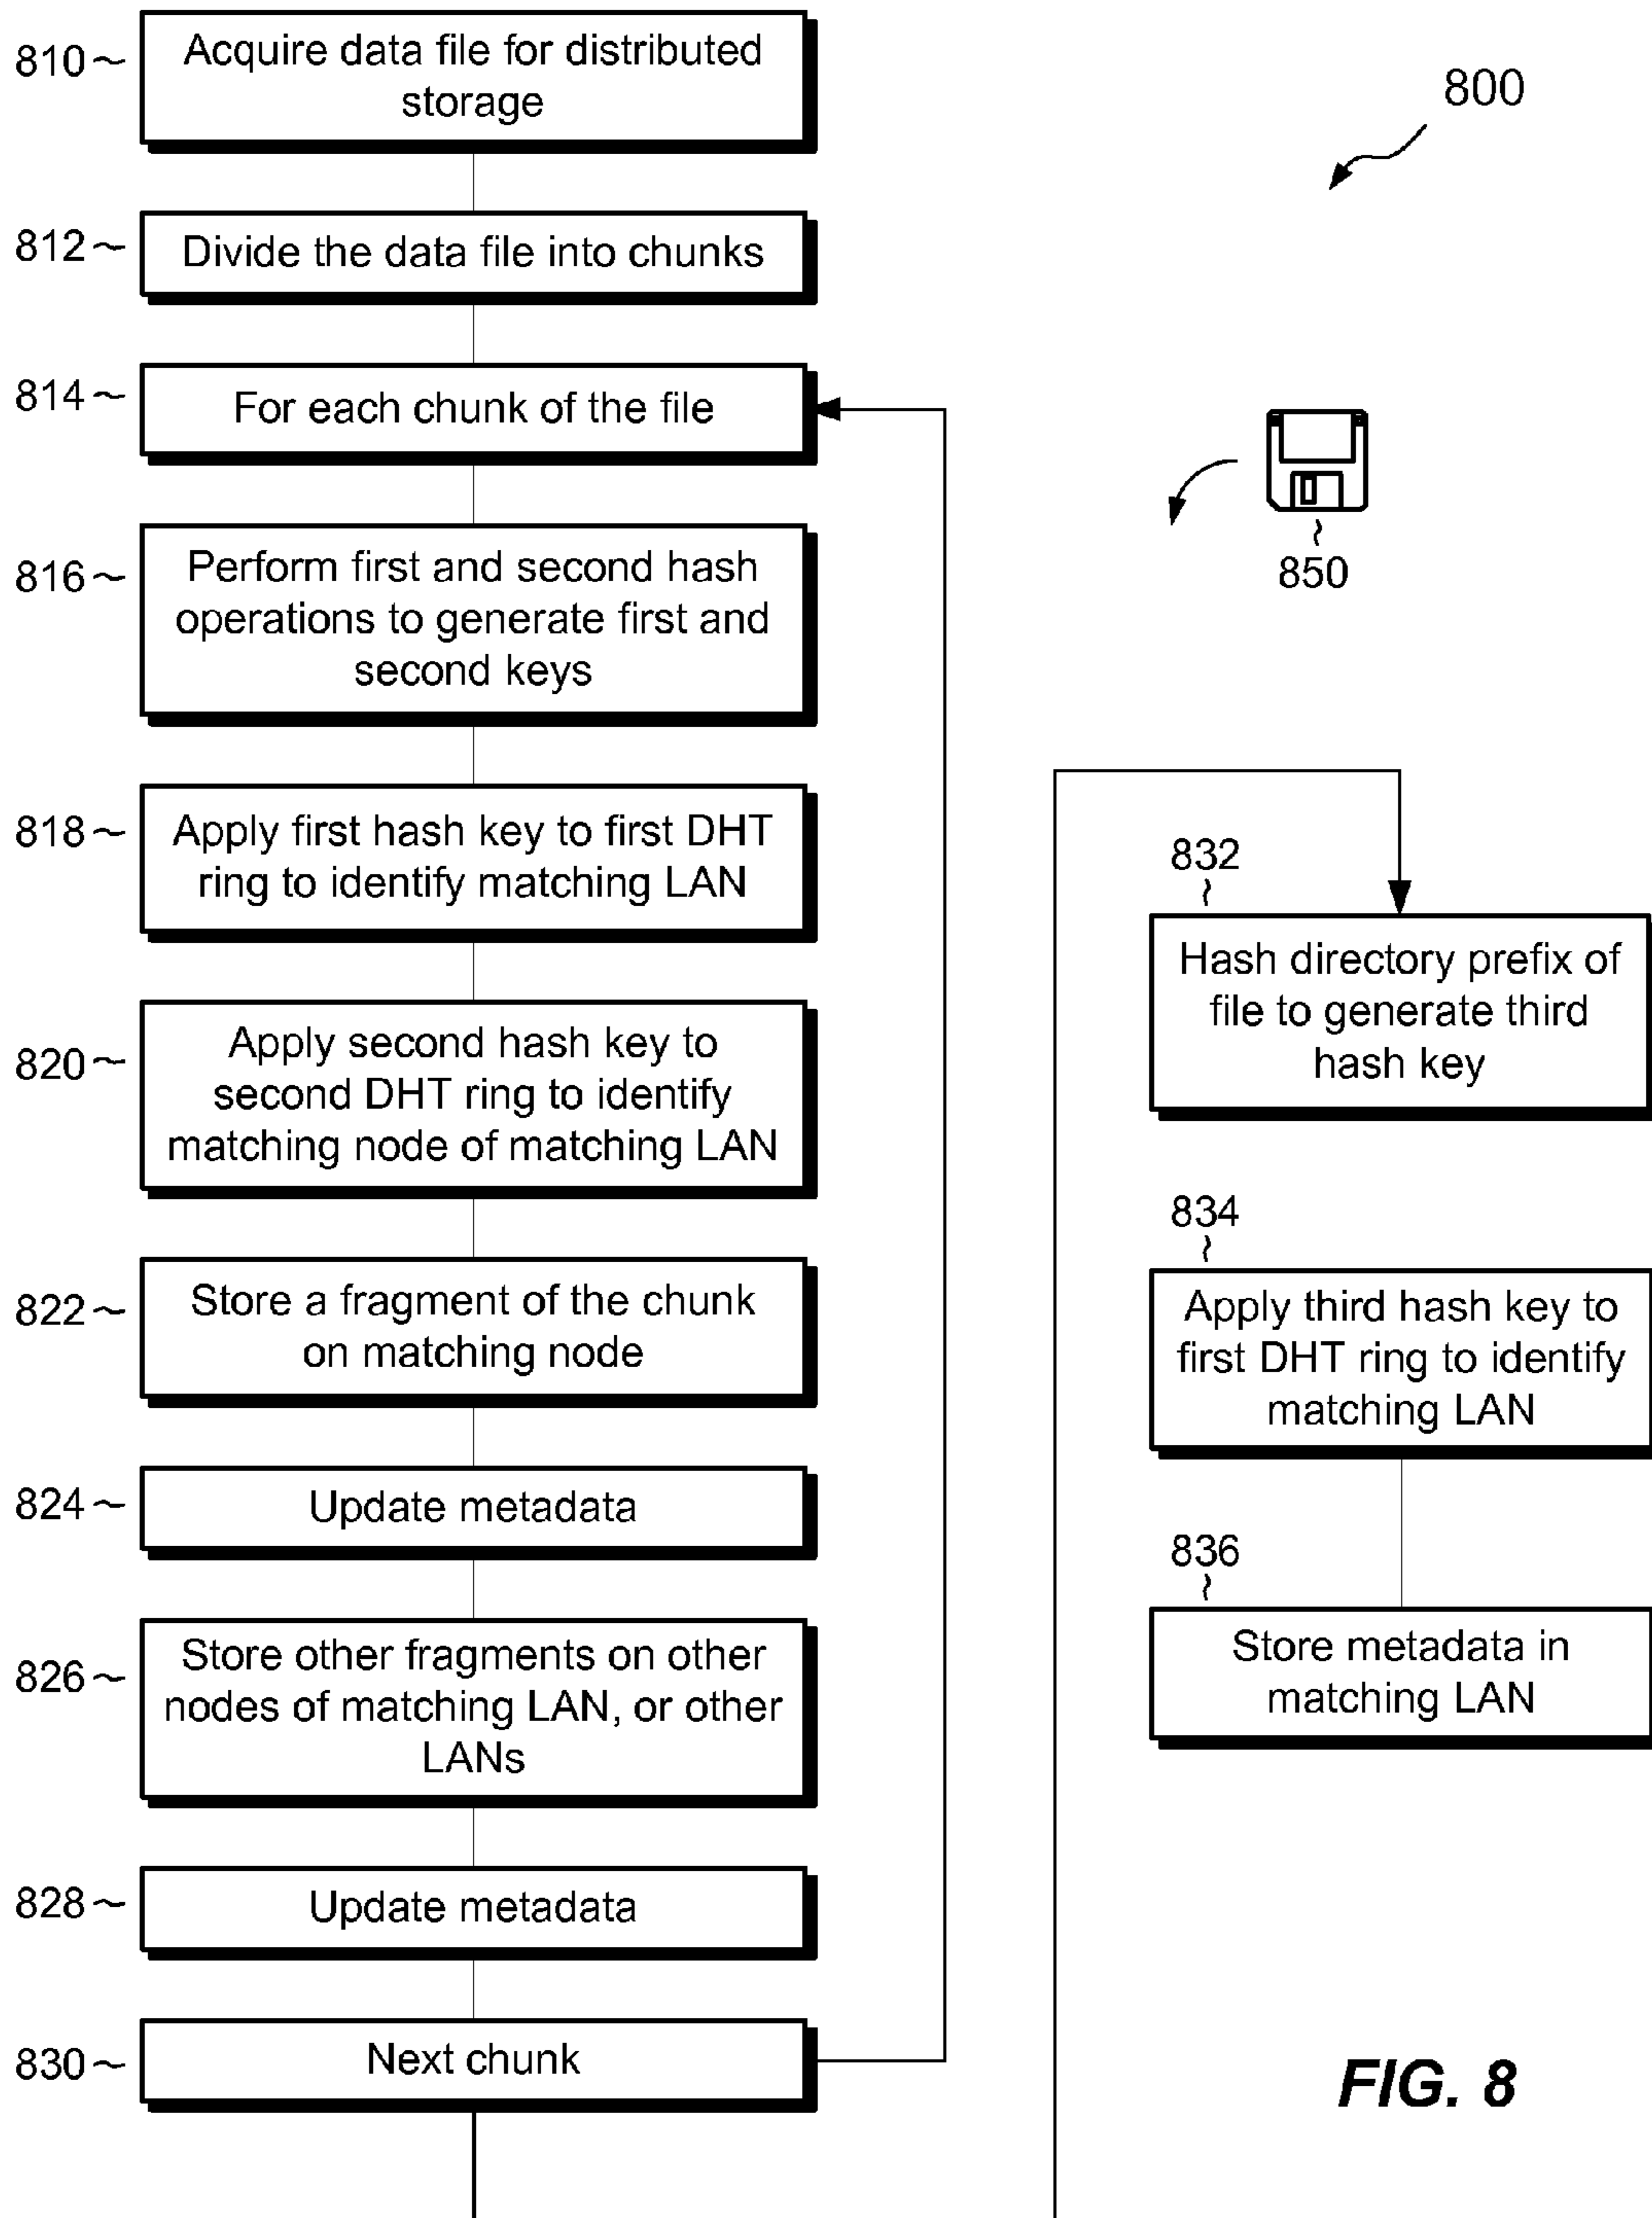 810
Acquire data file for distributed
storage
812
Divide the data file into chunks
814
For each chunk of the file
816
Perform first and second hash
operations to generate first and
second keys
818
Apply first hash key to first DHT
ring to identify matching LAN
820
Apply second hash key to
second DHT ring to identify
matching node of matching LAN
822
Store a fragment of the chunk
on matching node
824
Update metadata
826
Store other fragments on other
nodes of matching LAN, or other
LANs
828
Update metadata
830
Next chunk
800
850
832
Hash directory prefix of
file to generate third
hash key
834
Apply third hash key to
first DHT ring to identify
matching LAN
836
Store metadata in
matching LAN
FIG. 8